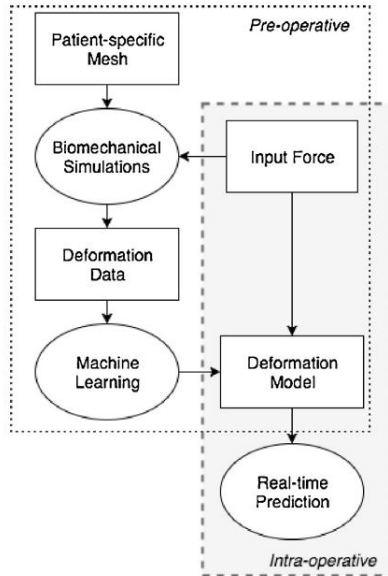 Pre-operative
Patient-specific
Mesh
Biomechanical
Simulations
Input Force
Deformation
Data
Machine
Learning
Deformation
Model
Real-time
Prediction
Intra-operative